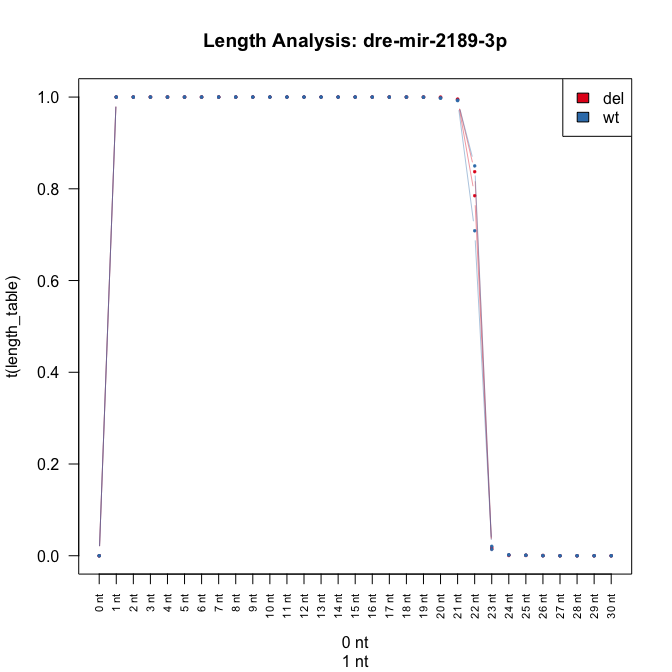 Length Analysis: dre-mir-2189-3p
del
wt
t(length_table)
1.0
0.8
0.6
0.4
0.2
0.0
0 nt 1 nt 2 nt 3 nt 4 nt 5 nt 6 nt 7 nt 8 nt 9 nt 10 nt 11 nt 12 nt 13 nt 14 nt 15 nt 16 nt 17 nt 18 nt 19 nt 20 nt 21 nt 22 nt 23 nt 24 nt 25 nt 26 nt 27 nt 28 nt 29 nt 30 nt
0 nt
1 nt